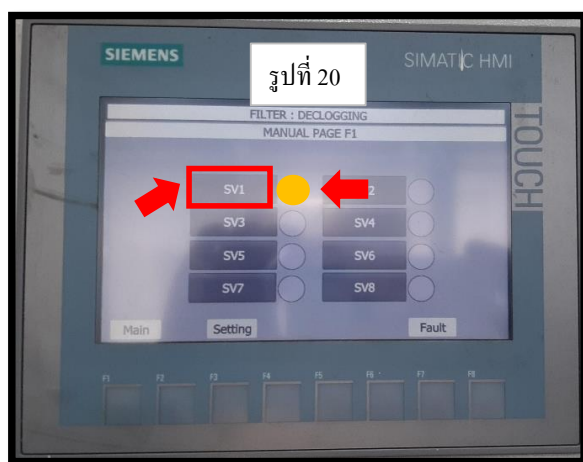 SIEMENS
รูปที่ 20
SIMATIC HMI
TOUCH
FILTER : DECLOGGING
MANUAL PAGE F1
SV1
2
SV3
SV4
SV5
SV6
SV7
SV8
Main
Setting
Fault
F1
F2
F3
F4
F5
F6
F7
F8